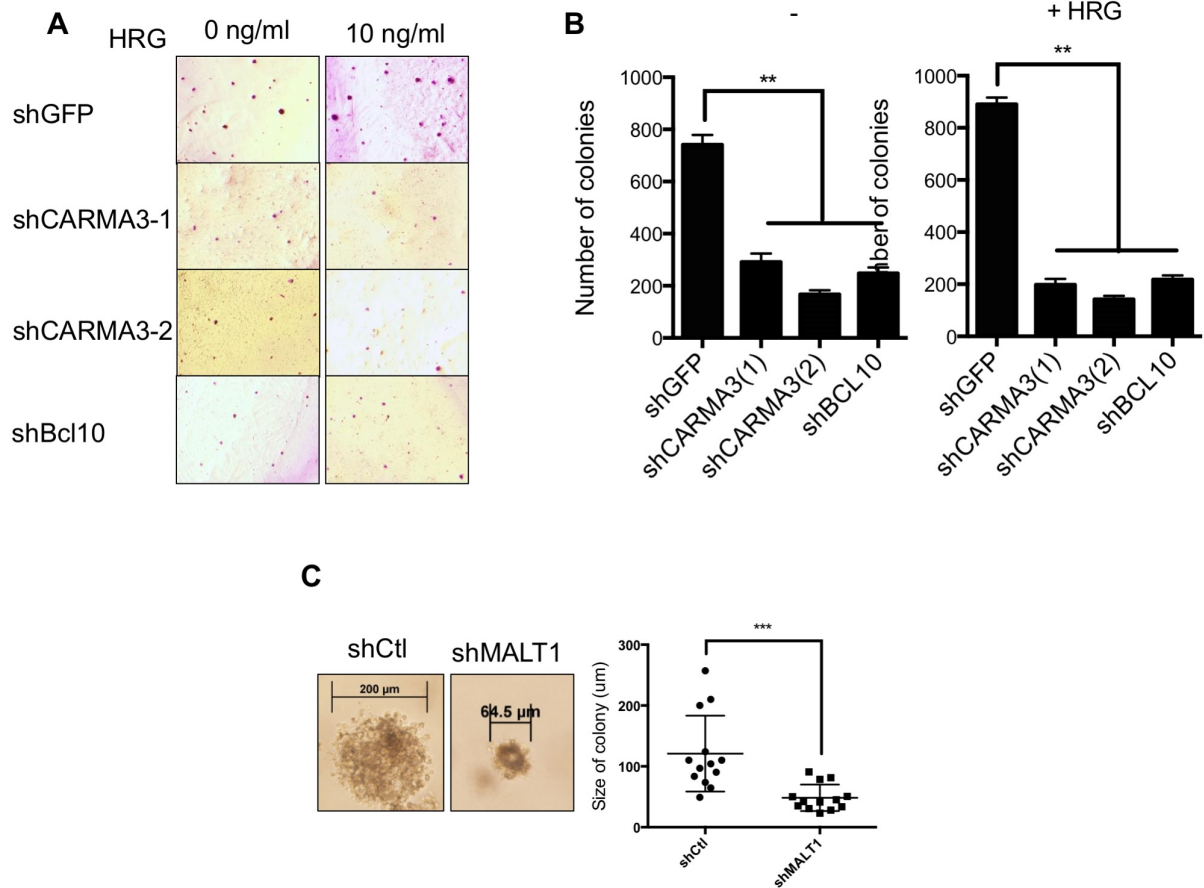 A
HRG
0 ng/ml
10 ng/ml
shGFP
shCARMA3-1
shCARMA3-2
shBcl10
B
-
**
Number of colonies
1000
800
600
400
200
0
shGFP
shCARMA3(1)
shCARMA3(2)
shBCL10
+ HRG
**
ber of colonies
1000
800
600
400
200
0
shGFP
shCARMA3(1)
shCARMA3(2)
shBCL10
C
shCtl
shMALT1
200 µm
64.5 µm
***
Size of colony (um)
300
200
100
0
shCtl
shMALT1